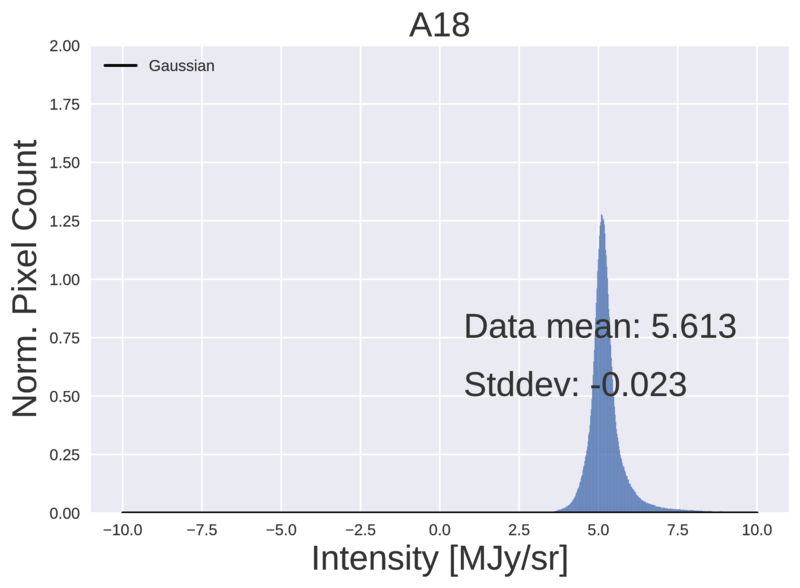 A18
2.00
Gaussian
1.75
1.50
1.25
1.00
Data mean: 5.613
0.75
Stddev: -0.023
0.50
0.25
0.00
−10.0 −7.5 −5.0 −2.5 0.0 2.5 5.0 7.5 10.0
Norm. Pixel Count
Intensity [MJy/sr]